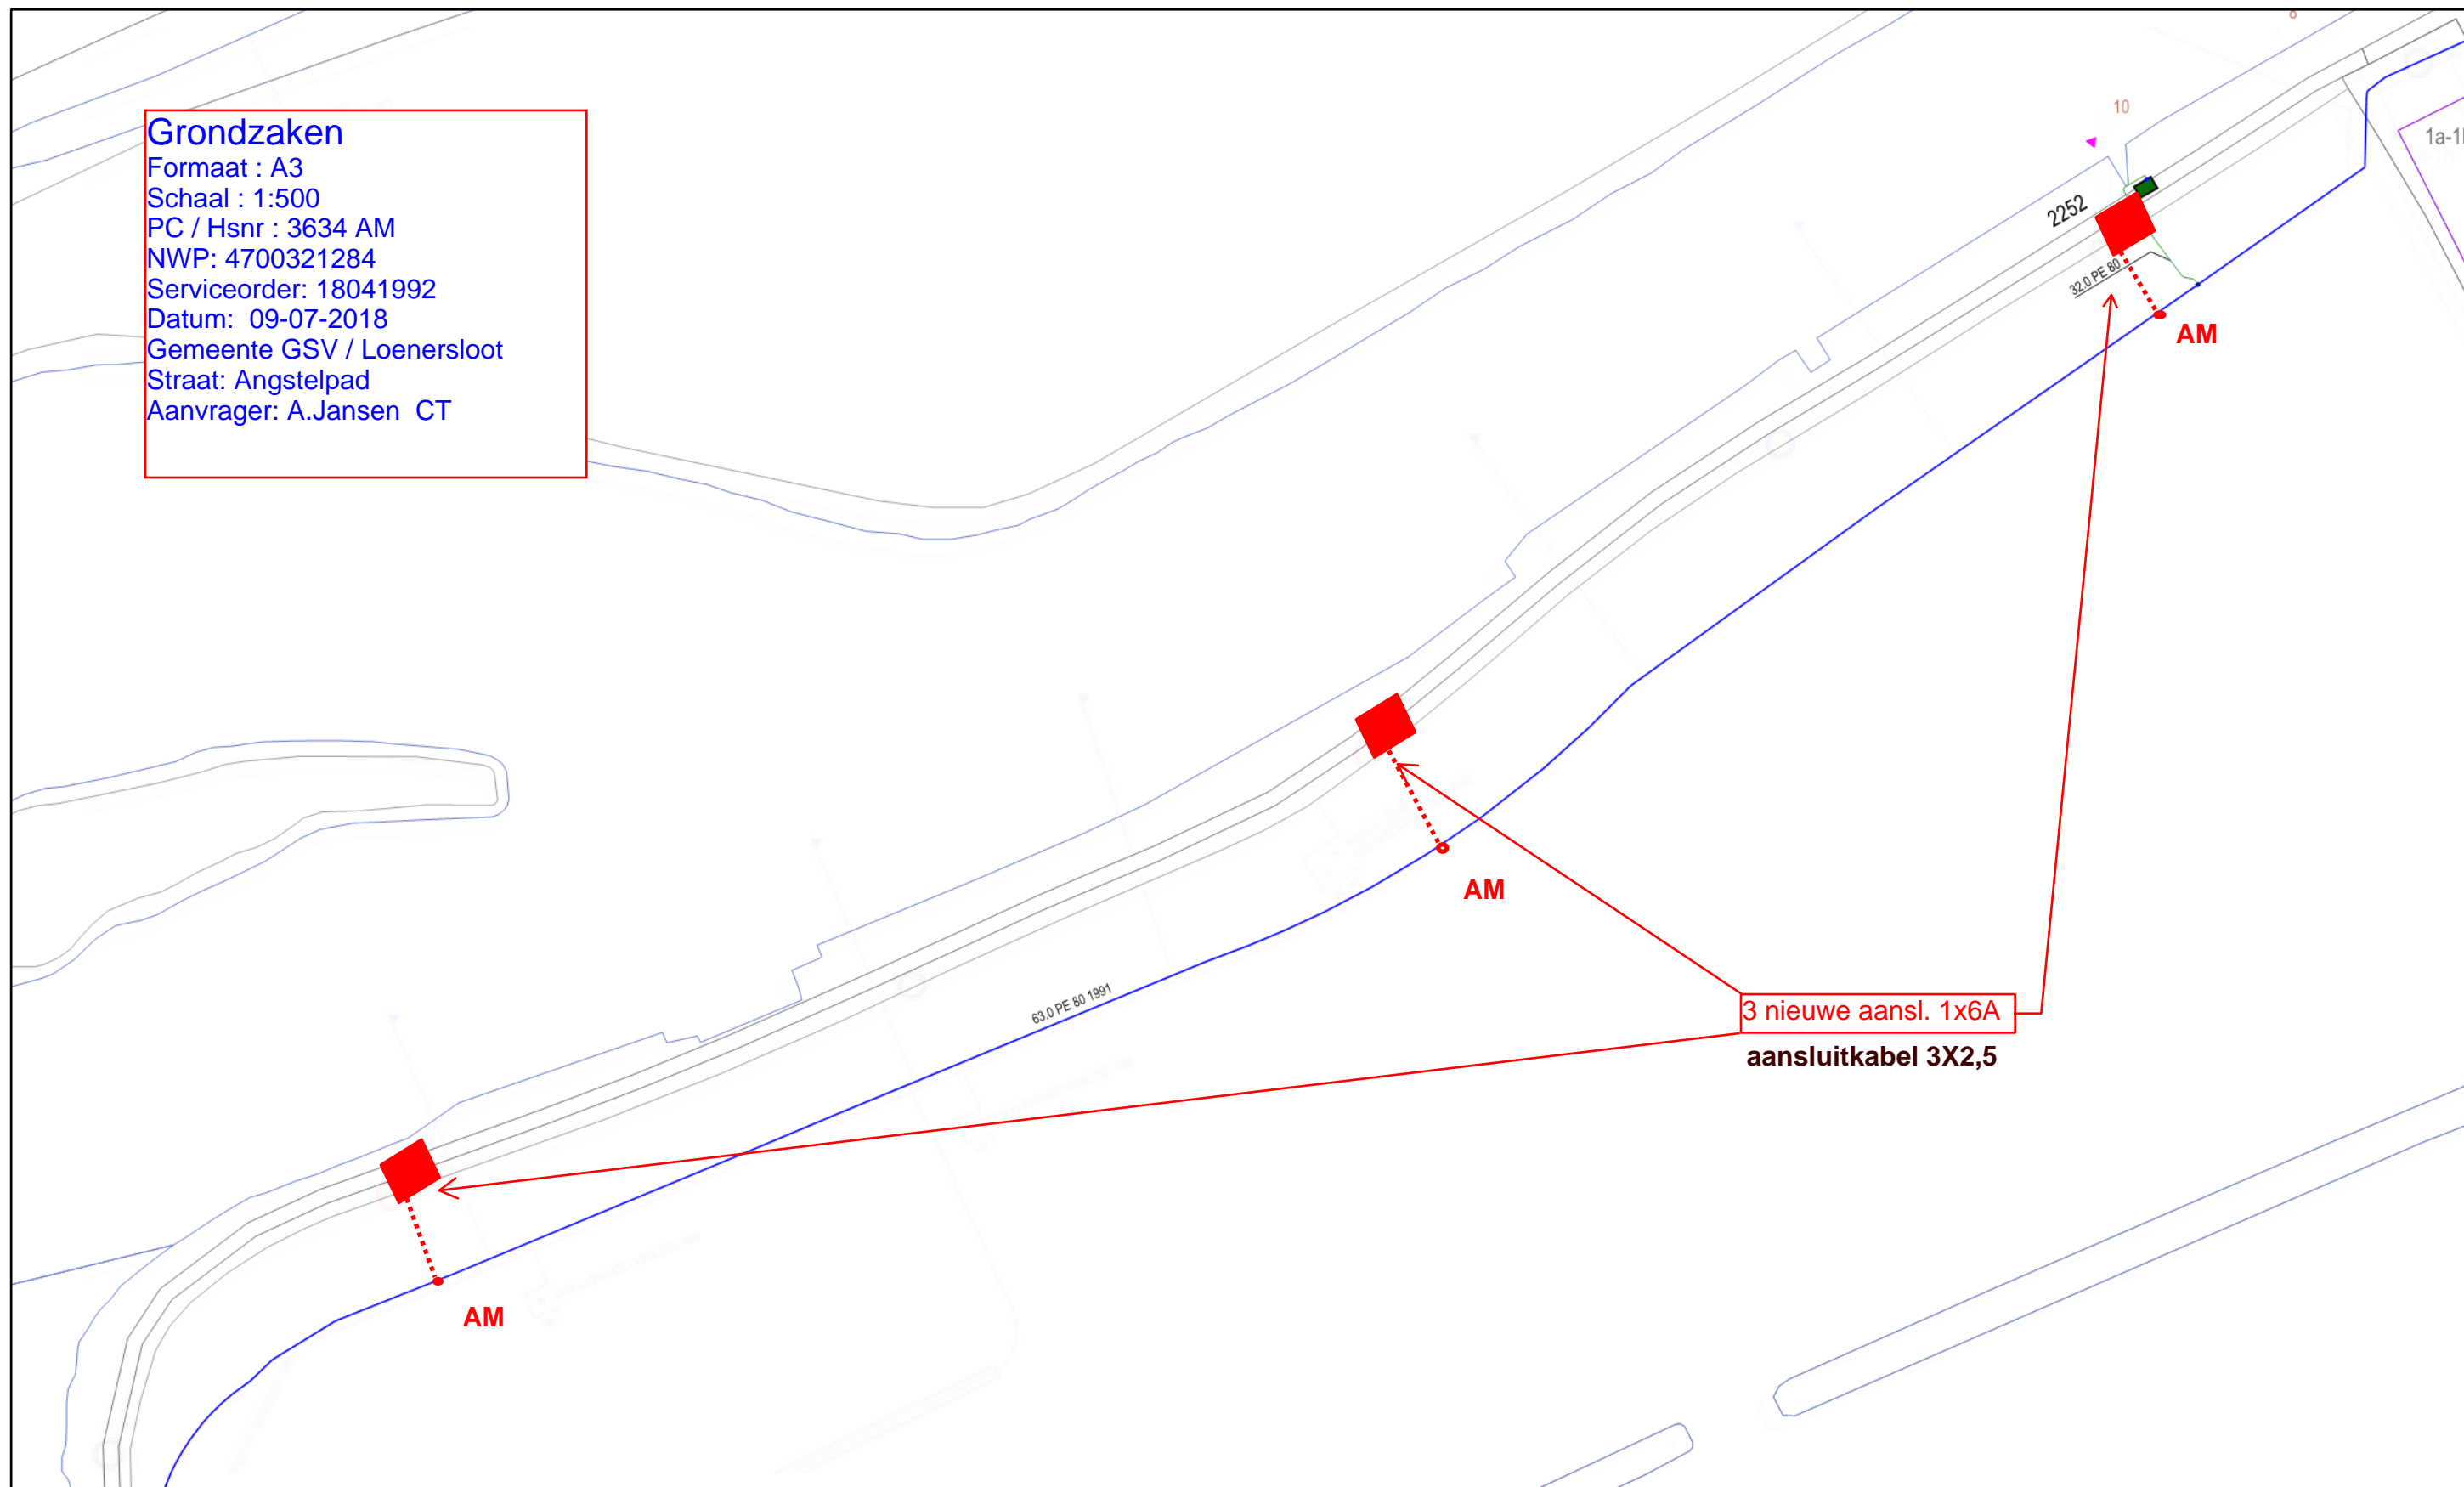 Grondzaken
Formaat : A3
Schaal : 1:500
PC / Hsnr : 3634 AM
NWP: 4700321284
Serviceorder: 18041992
Datum:  09-07-2018
Gemeente GSV / Loenersloot
Straat: Angstelpad
Aanvrager: A.Jansen  CT
10
2252
32.0 PE 80
AM
AM
63.0 PE 80 1991
3 nieuwe aansl. 1x6A
aansluitkabel 3X2,5
AM